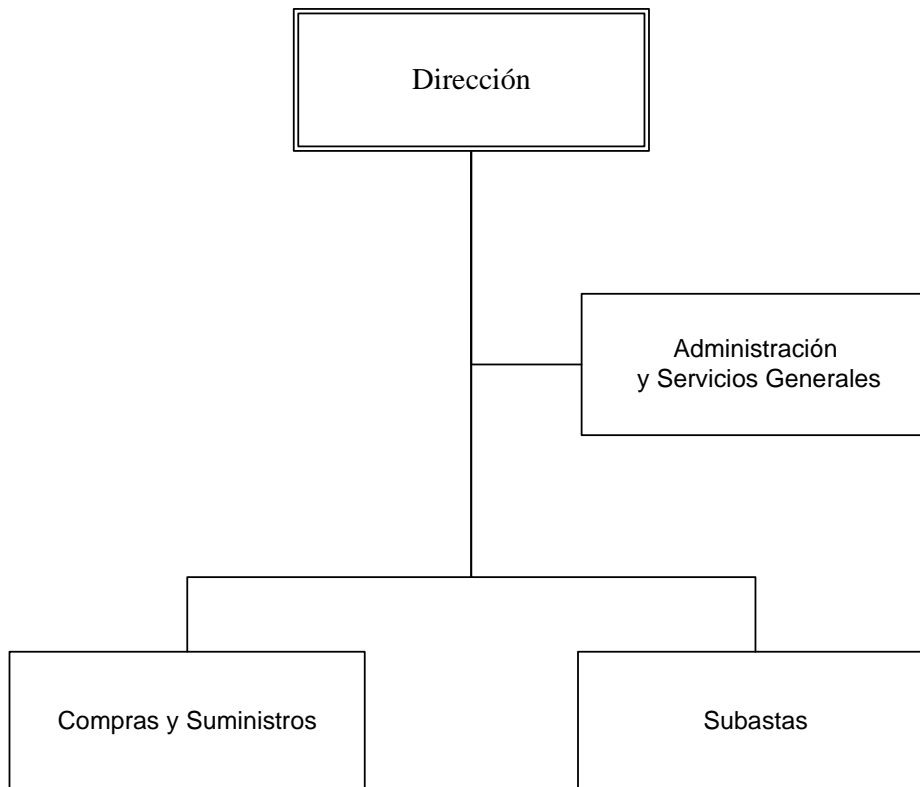 Dirección
Administración
y Servicios Generales
Compras y Suministros
Subastas